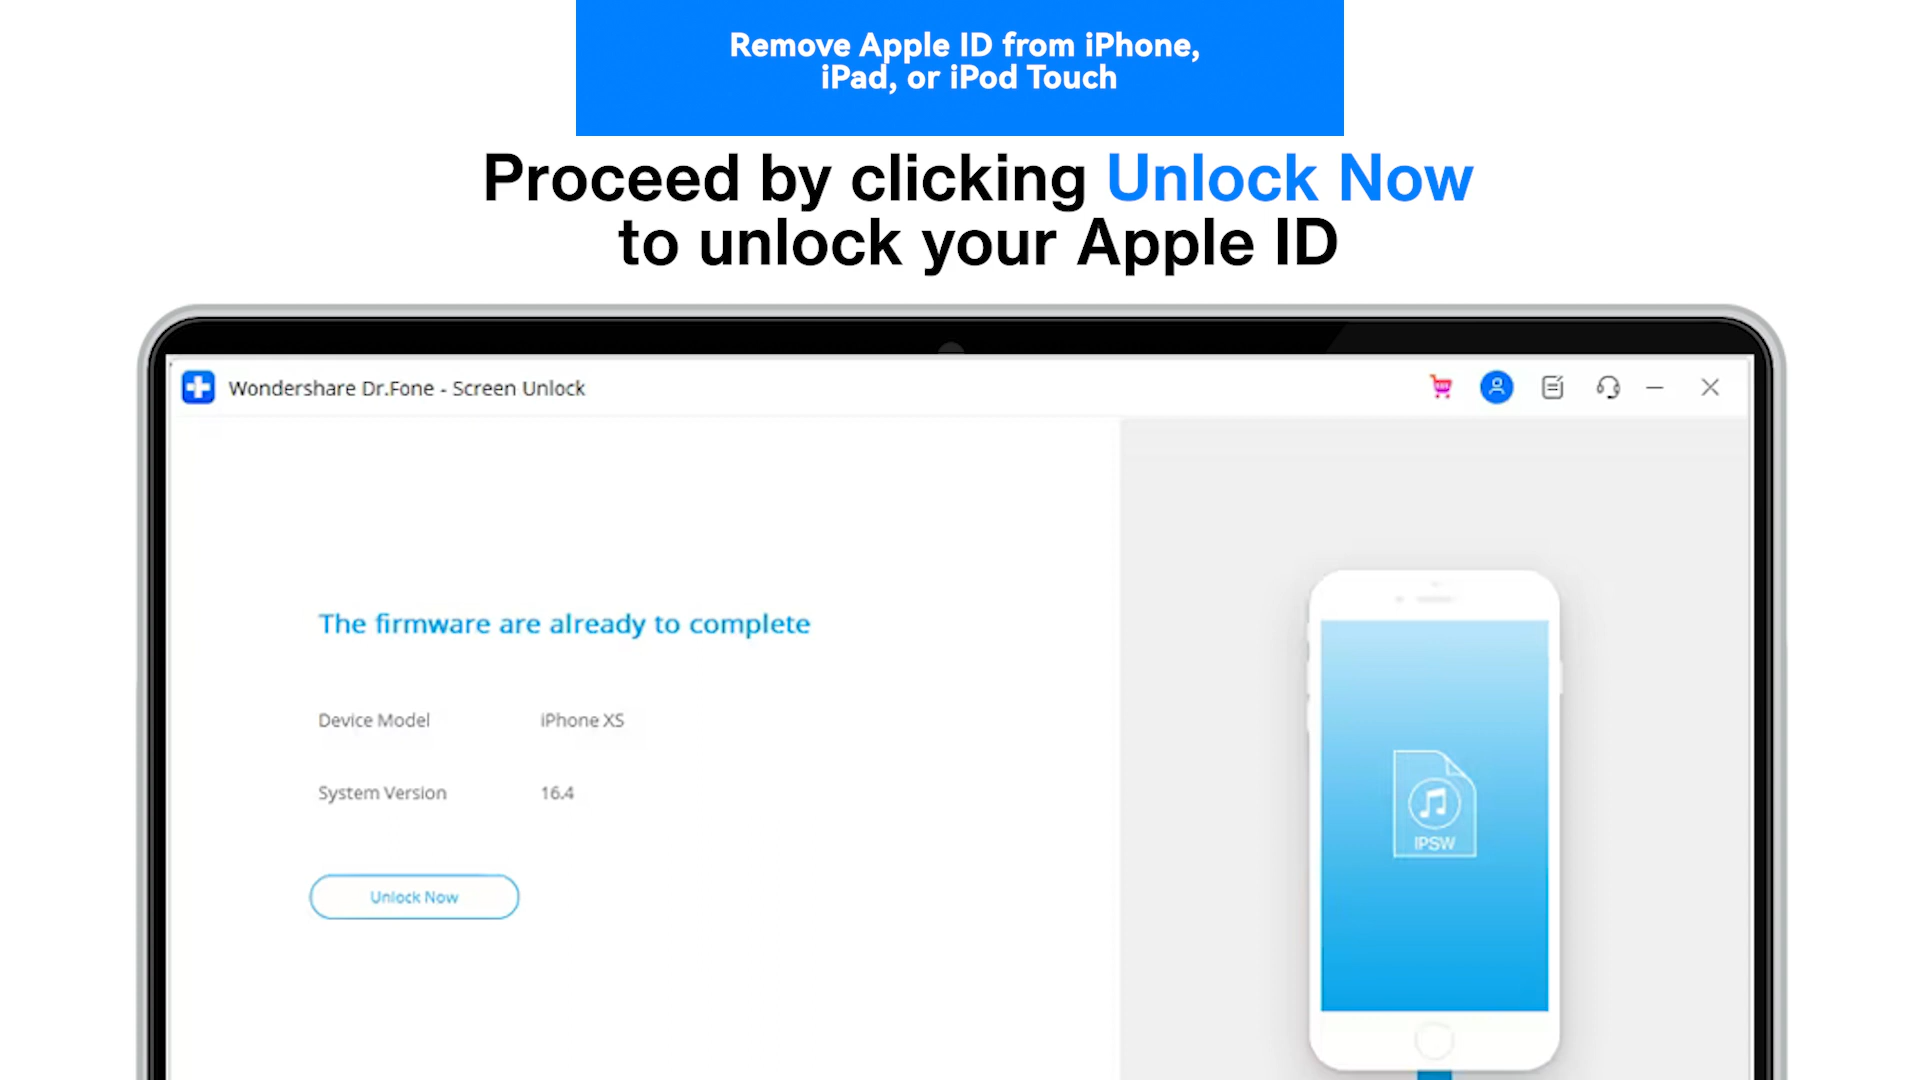 Remove Apple ID from iPhone,
iPad, or iPod Touch
Proceed by clicking Unlock Now
to unlock your Apple ID
Wondershare Dr.Fone - Screen Unlock
The firmware are already to complete
Device Model iPhone XS
System Version 16.4
IPSW
Unlock Now